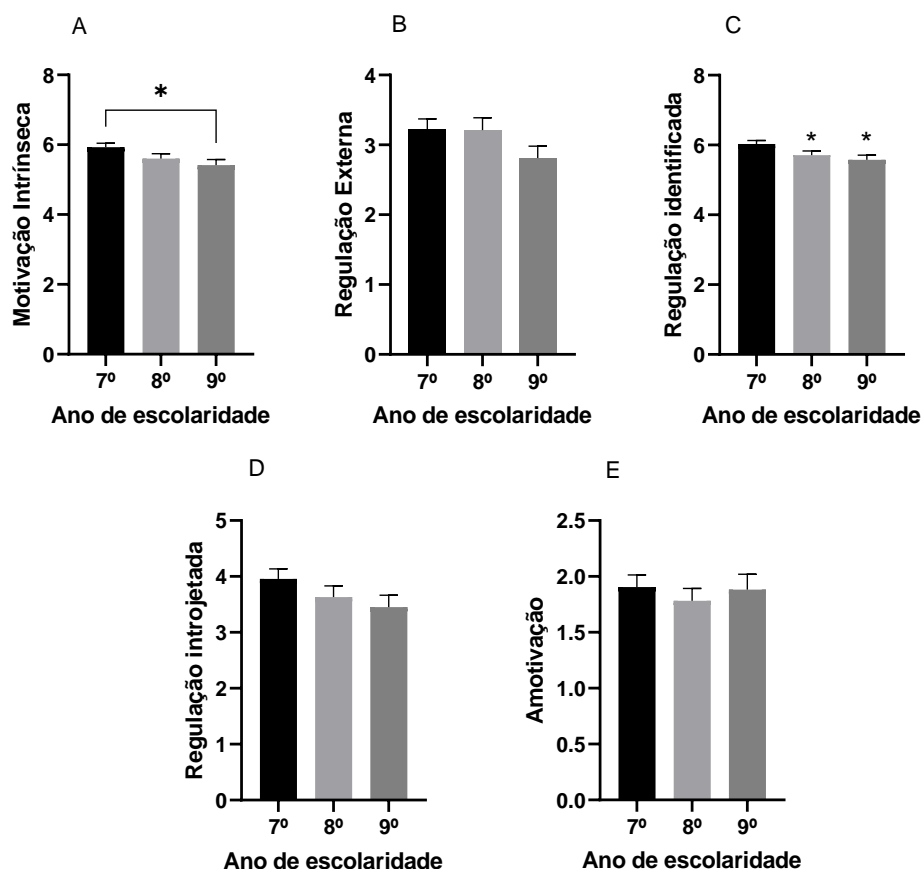 A
Motivação Intrínseca
8
6
4
2
0
*
7º 8º 9º
Ano de escolaridade
B
Regulação Externa
4
3
2
1
0
7º 8º 9º
Ano de escolaridade
C
Regulação identificada
8
6
4
2
0
* *
7º 8º 9º
Ano de escolaridade
D
Regulação introjetada
5
4
3
2
1
0
7º 8º 9º
Ano de escolaridade
E
Amotivação
2.5
2.0
1.5
1.0
0.5
0.0
7º 8º 9º
Ano de escolaridade